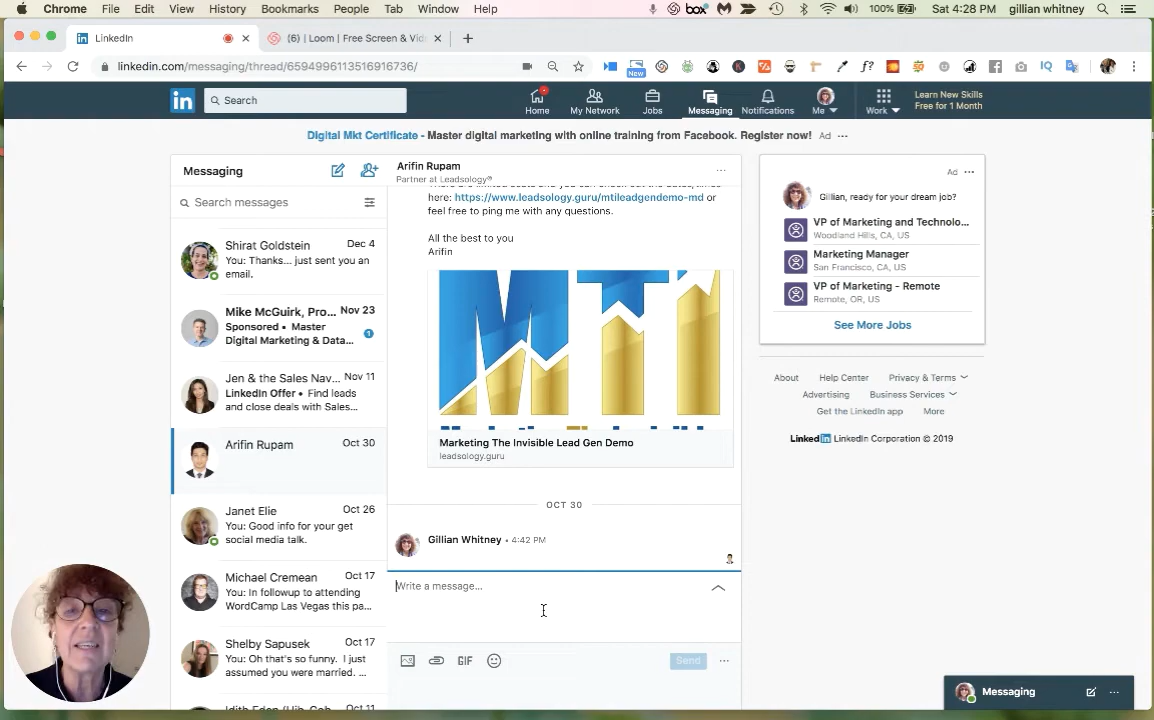 Chrome File Edit View History Bookmarks People Tab Window Help box 100% Sat 4:28 PM gillian whitney
LinkedIn
(6) | Loom | Free Screen & Vid
linkedin.com/messaging/thread/6594996113516916736/
New
f?
IQ
in
Search
Home
My Network
Jobs
Messaging
Notifications
Me
Work
Learn New Skills
Free for 1 Month
Digital Mkt Certificate - Master digital marketing with online training from Facebook. Register now! Ad
Messaging
Search messages
Shirat Goldstein Dec 4
You: Thanks... just sent you an
email.
Mike McGuirk, Pro... Nov 23
Sponsored • Master
Digital Marketing & Data...
1
Jen & the Sales Nav... Nov 11
LinkedIn Offer • Find leads
and close deals with Sales...
Arifin Rupam Oct 30
Janet Elie Oct 26
You: Good info for your get
social media talk.
Michael Cremean Oct 17
You: In followup to attending
WordCamp Las Vegas this pa...
Shelby Sapusek Oct 17
You: Oh that's so funny. I just
assumed you were married. ...
Oct 11
Arifin Rupam
Partner at Leadsology®
here: https://www.leadsology.guru/mtileadgendemo-md or
feel free to ping me with any questions.
All the best to you
Arifin
MTI
Marketing The Invisible Lead Gen Demo
leadsology.guru
OCT 30
Gillian Whitney • 4:42 PM
Write a message...
GIF
Send
Ad
Gillian, ready for your dream job?
VP of Marketing and Technolo...
Woodland Hills, CA, US
Marketing Manager
San Francisco, CA, US
VP of Marketing - Remote
Remote, OR, US
See More Jobs
About Help Center Privacy & Terms
Advertising Business Services
Get the LinkedIn app More
LinkedIn LinkedIn Corporation © 2019
Messaging